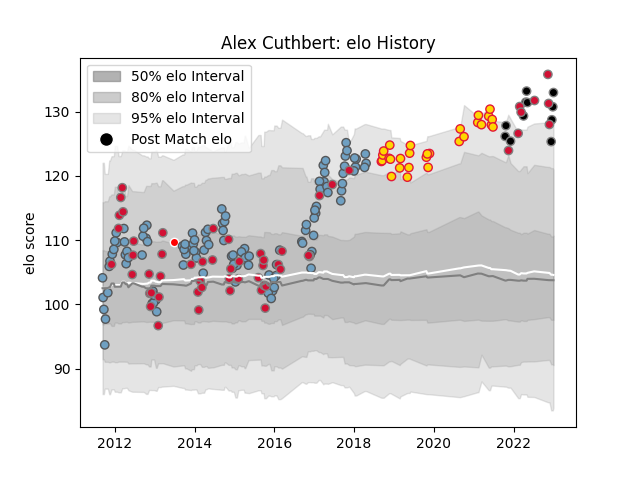 Alex Cuthbert: elo History
50% elo Interval
80% elo Interval
95% elo Interval
Post Match elo
elo score
130
120
110
100
90
2012 2014 2016 2018 2020 2022